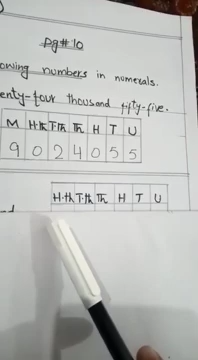 pg#10
owing numbers in numerals.
enty-four thousand fifty-five.
M H.th T.th Th H T U
9 0 2 4 0 5 5
H.th T.th Th H T U